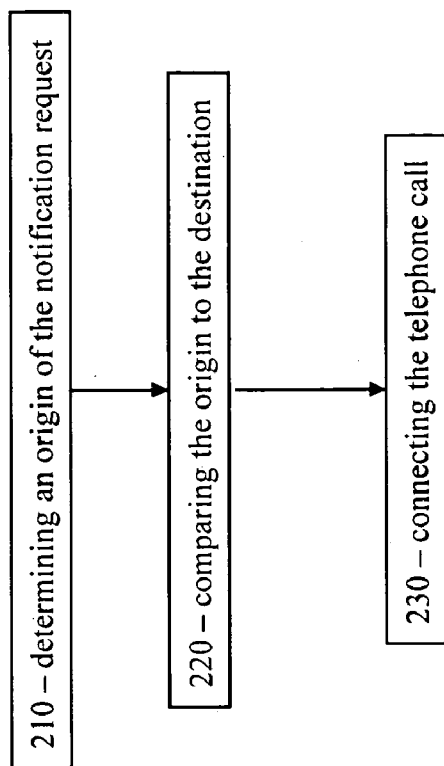 210 – determining an origin of the notification request
220 – comparing the origin to the destination
230 – connecting the telephone call